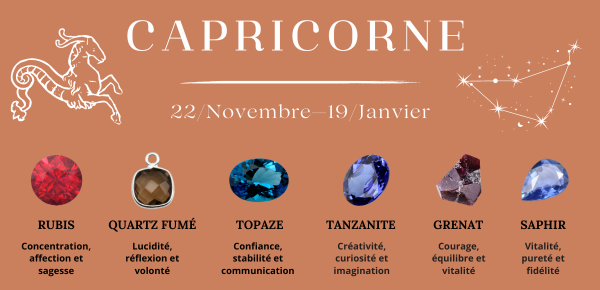 CAPRICORNE
22/Novembre—19/Janvier
RUBIS
QUARTZ FUMÉ
TOPAZE
TANZANITE
GRENAT
SAPHIR
Concentration,
affection et
sagesse
Lucidité,
réflexion et
volonté
Confiance,
stabilité et
communication
Créativité,
curiosité et
imagination
Courage,
équilibre et
vitalité
Vitalité,
pureté et
fidélité